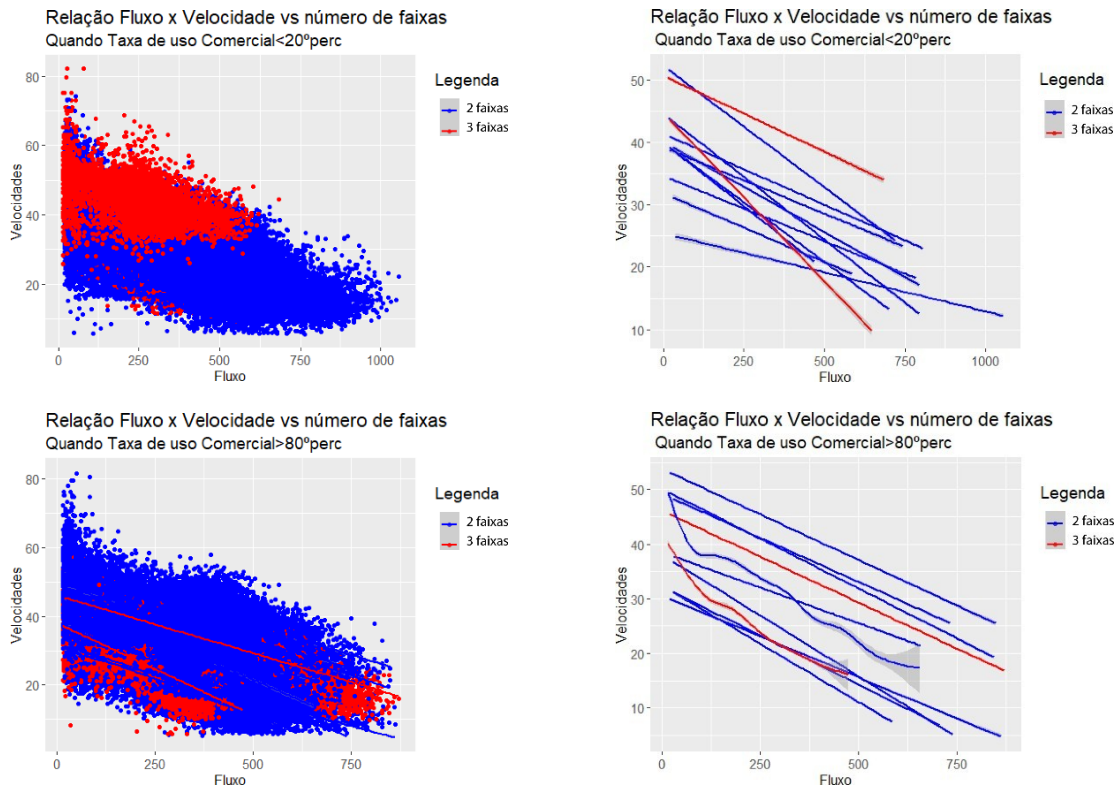 Relação Fluxo x Velocidade vs número de faixas
Quando Taxa de uso Comercial<20ºperc
Velocidades
80
60
40
20
0
250
500
750
1000
Fluxo
Legenda
2 faixas
3 faixas
Relação Fluxo x Velocidade vs número de faixas
Quando Taxa de uso Comercial<20ºperc
Velocidades
50
40
30
20
10
0
250
500
750
1000
Fluxo
Legenda
2 faixas
3 faixas
Relação Fluxo x Velocidade vs número de faixas
Quando Taxa de uso Comercial>80ºperc
Velocidades
80
60
40
20
0
250
500
750
Fluxo
Legenda
2 faixas
3 faixas
Relação Fluxo x Velocidade vs número de faixas
Quando Taxa de uso Comercial>80ºperc
Velocidades
50
40
30
20
10
0
250
500
750
Fluxo
Legenda
2 faixas
3 faixas